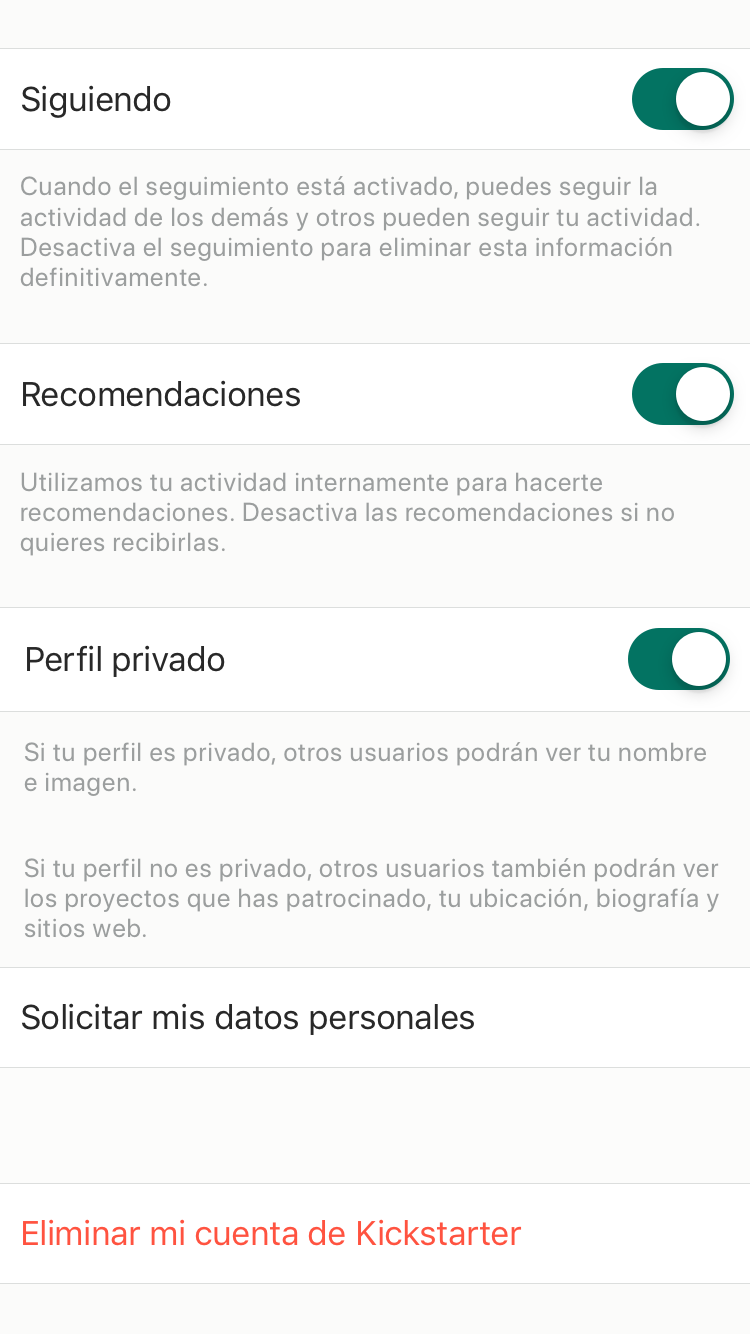 Siguiendo
Cuando el seguimiento está activado, puedes seguir la
actividad de los demás y otros pueden seguir tu actividad.
Desactiva el seguimiento para eliminar esta información
definitivamente.
Recomendaciones
Utilizamos tu actividad internamente para hacerte
recomendaciones. Desactiva las recomendaciones si no
quieres recibirlas.
Perfil privado
Si tu perfil es privado, otros usuarios podrán ver tu nombre
e imagen.
Si tu perfil no es privado, otros usuarios también podrán ver
los proyectos que has patrocinado, tu ubicación, biografía y
sitios web.
Solicitar mis datos personales
Eliminar mi cuenta de Kickstarter